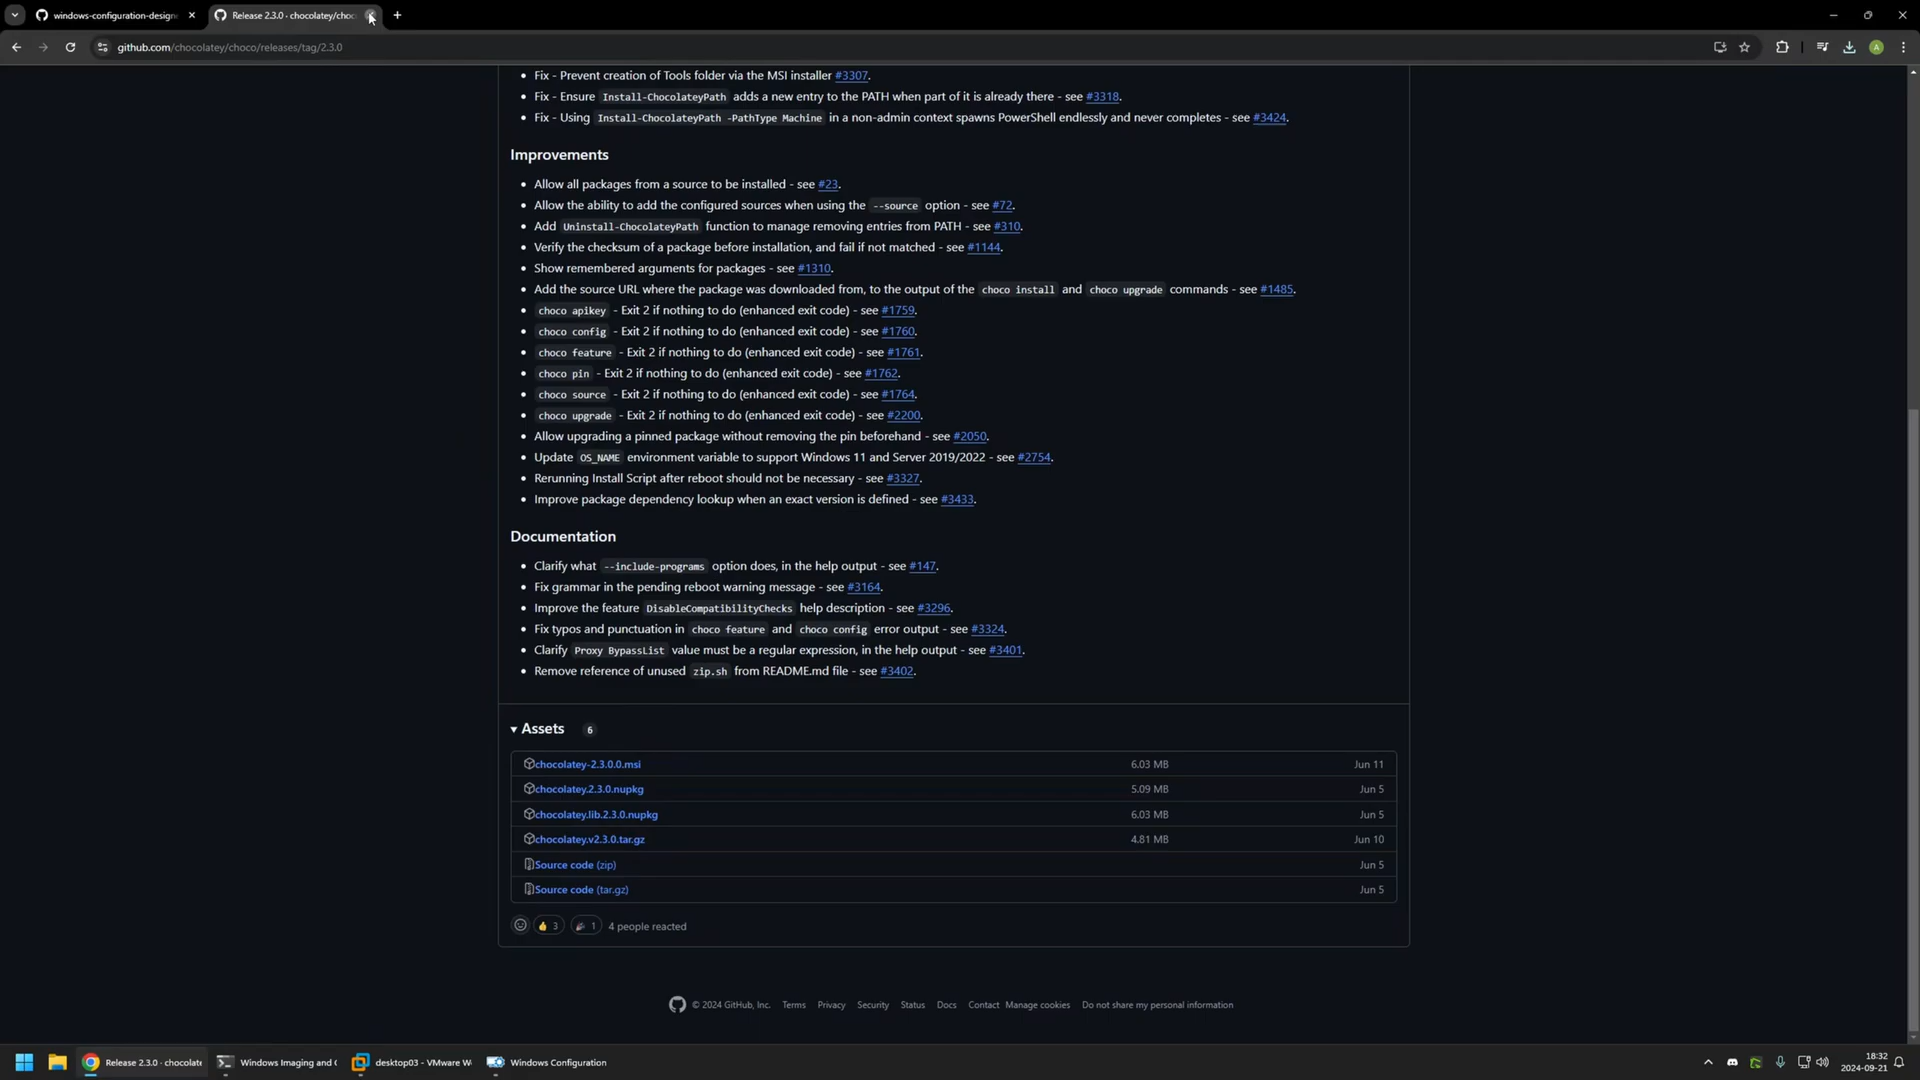 windows-configuration-design
Release 2.3.0 · chocolatey/choc
github.com/chocolatey/choco/releases/tag/2.3.0
A
• Fix - Prevent creation of Tools folder via the MSI installer #3307.
• Fix - Ensure Install-ChocolateyPath adds a new entry to the PATH when part of it is already there - see #3318.
• Fix - Using Install-ChocolateyPath -PathType Machine in a non-admin context spawns PowerShell endlessly and never completes - see #3424.
Improvements
• Allow all packages from a source to be installed - see #23.
• Allow the ability to add the configured sources when using the --source option - see #72.
• Add Uninstall-ChocolateyPath function to manage removing entries from PATH - see #310.
• Verify the checksum of a package before installation, and fail if not matched - see #1144.
• Show remembered arguments for packages - see #1310.
• Add the source URL where the package was downloaded from, to the output of the choco install and choco upgrade commands - see #1485.
• choco apikey - Exit 2 if nothing to do (enhanced exit code) - see #1759.
• choco config - Exit 2 if nothing to do (enhanced exit code) - see #1760.
• choco feature - Exit 2 if nothing to do (enhanced exit code) - see #1761.
• choco pin - Exit 2 if nothing to do (enhanced exit code) - see #1762.
• choco source - Exit 2 if nothing to do (enhanced exit code) - see #1764.
• choco upgrade - Exit 2 if nothing to do (enhanced exit code) - see #2200.
• Allow upgrading a pinned package without removing the pin beforehand - see #2050.
• Update OS_NAME environment variable to support Windows 11 and Server 2019/2022 - see #2754.
• Rerunning Install Script after reboot should not be necessary - see #3327.
• Improve package dependency lookup when an exact version is defined - see #3433.
Documentation
• Clarify what --include-programs option does, in the help output - see #147.
• Fix grammar in the pending reboot warning message - see #3164.
• Improve the feature DisableCompatibilityChecks help description - see #3296.
• Fix typos and punctuation in choco feature and choco config error output - see #3324.
• Clarify Proxy BypassList value must be a regular expression, in the help output - see #3401.
• Remove reference of unused zip.sh from README.md file - see #3402.
Assets 6
chocolatey-2.3.0.0.msi 6.03 MB Jun 11
chocolatey.2.3.0.nupkg 5.09 MB Jun 5
chocolatey.lib.2.3.0.nupkg 6.03 MB Jun 5
chocolatey.v2.3.0.tar.gz 4.81 MB Jun 10
Source code (zip) Jun 5
Source code (tar.gz) Jun 5
3 1 4 people reacted
© 2024 GitHub, Inc. Terms Privacy Security Status Docs Contact Manage cookies Do not share my personal information
Release 2.3.0 · chocolate
Windows Imaging and C
desktop03 - VMware W
Windows Configuration
18:32
2024-09-21